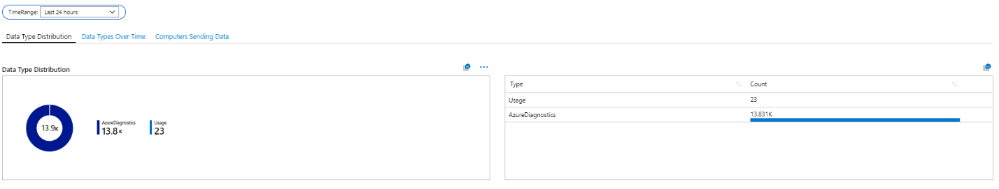 TimeRange: Last 24 hours
Data Type Distribution Data Types Over Time Computers Sending Data
Data Type Distribution
13.9K
AzureDiagnostics
13.8 K
Usage
23
Type Count
Usage 23
AzureDiagnostics 13.831K